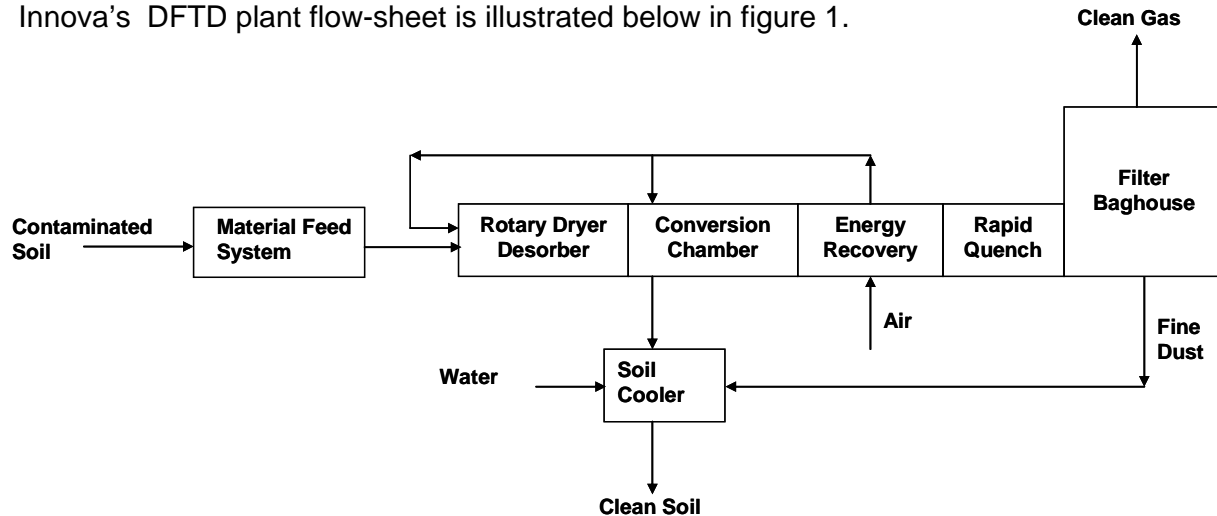 Innova's  DFTD plant flow-sheet is illustrated below in figure 1.
Clean Gas
Filter
Baghouse
Contaminated
Soil
Material Feed
System
Rotary Dryer
Desorber
Conversion
Chamber
Energy
Recovery
Rapid
Quench
Air
Fine
Dust
Water
Soil
Cooler
Clean Soil